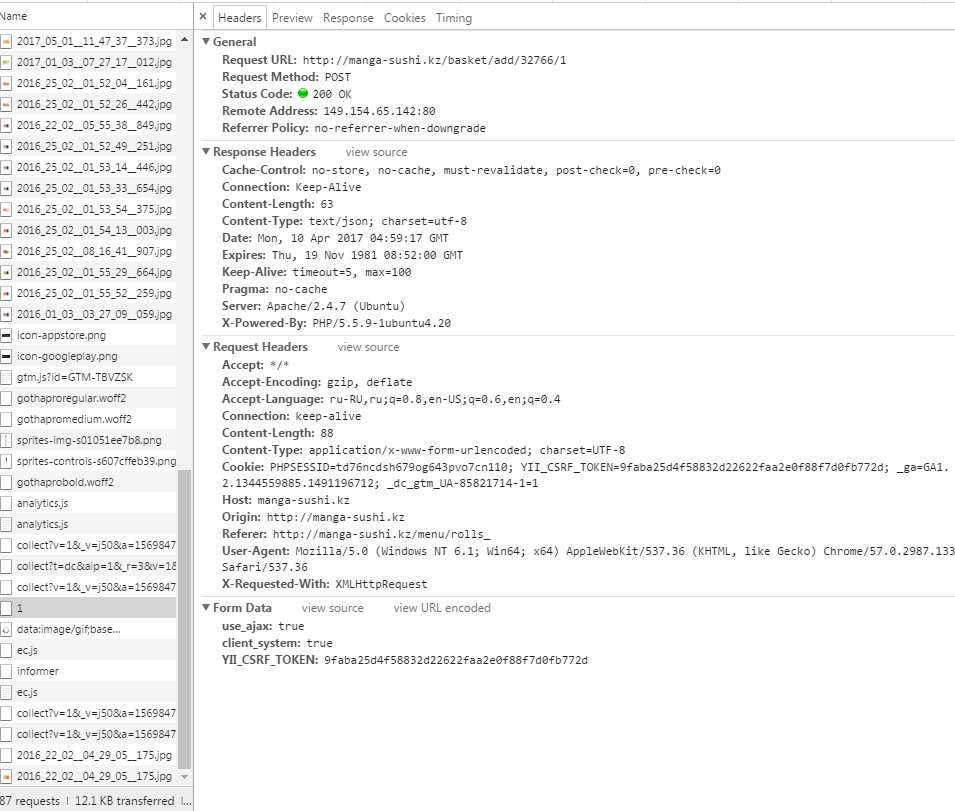 Name
2017_05_01__11_47_37__373.jpg
2017_01_03__07_27_17__012.jpg
2016_25_02__01_52_04__161.jpg
2016_25_02__01_52_26__442.jpg
2016_22_02__05_55_38__849.jpg
2016_25_02__01_52_49__251.jpg
2016_25_02__01_53_14__446.jpg
2016_25_02__01_53_33__654.jpg
2016_25_02__01_53_54__375.jpg
2016_25_02__01_54_13__003.jpg
2016_25_02__08_16_41__907.jpg
2016_25_02__01_55_29__664.jpg
2016_25_02__01_55_52__259.jpg
2016_01_03__03_27_09__059.jpg
icon-appstore.png
icon-googleplay.png
gtm.js?id=GTM-TBVZSK
gothaproregular.woff2
gothapromedium.woff2
sprites-img-s01051ee7b8.png
sprites-controls-s607cffeb39.png
gothaprobold.woff2
analytics.js
analytics.js
collect?v=1&_v=j50&a=1569847
collect?t=dc&aip=1&_r=3&v=1&
collect?v=1&_v=j50&a=1569847
1
data:image/gif;base...
ec.js
informer
ec.js
collect?v=1&_v=j50&a=1569847
collect?v=1&_v=j50&a=1569847
2016_22_02__04_29_05__175.jpg
2016_22_02__04_29_05__175.jpg
87 requests | 12.1 KB transferred | ...
× Headers Preview Response Cookies Timing
▼ General
Request URL: http://manga-sushi.kz/basket/add/32766/1
Request Method: POST
Status Code: 200 OK
Remote Address: 149.154.65.142:80
Referrer Policy: no-referrer-when-downgrade
▼ Response Headers view source
Cache-Control: no-store, no-cache, must-revalidate, post-check=0, pre-check=0
Connection: Keep-Alive
Content-Length: 63
Content-Type: text/json; charset=utf-8
Date: Mon, 10 Apr 2017 04:59:17 GMT
Expires: Thu, 19 Nov 1981 08:52:00 GMT
Keep-Alive: timeout=5, max=100
Pragma: no-cache
Server: Apache/2.4.7 (Ubuntu)
X-Powered-By: PHP/5.5.9-1ubuntu4.20
▼ Request Headers view source
Accept: */*
Accept-Encoding: gzip, deflate
Accept-Language: ru-RU,ru;q=0.8,en-US;q=0.6,en;q=0.4
Connection: keep-alive
Content-Length: 88
Content-Type: application/x-www-form-urlencoded; charset=UTF-8
Cookie: PHPSESSID=td76ncdsh679og643pvo7cn110; YII_CSRF_TOKEN=9faba25d4f58832d22622faa2e0f88f7d0fb772d; _ga=GA1.
2.1344559885.1491196712; _dc_gtm_UA-85821714-1=1
Host: manga-sushi.kz
Origin: http://manga-sushi.kz
Referer: http://manga-sushi.kz/menu/rolls_
User-Agent: Mozilla/5.0 (Windows NT 6.1; Win64; x64) AppleWebKit/537.36 (KHTML, like Gecko) Chrome/57.0.2987.133
Safari/537.36
X-Requested-With: XMLHttpRequest
▼ Form Data view source view URL encoded
use_ajax: true
client_system: true
YII_CSRF_TOKEN: 9faba25d4f58832d22622faa2e0f88f7d0fb772d